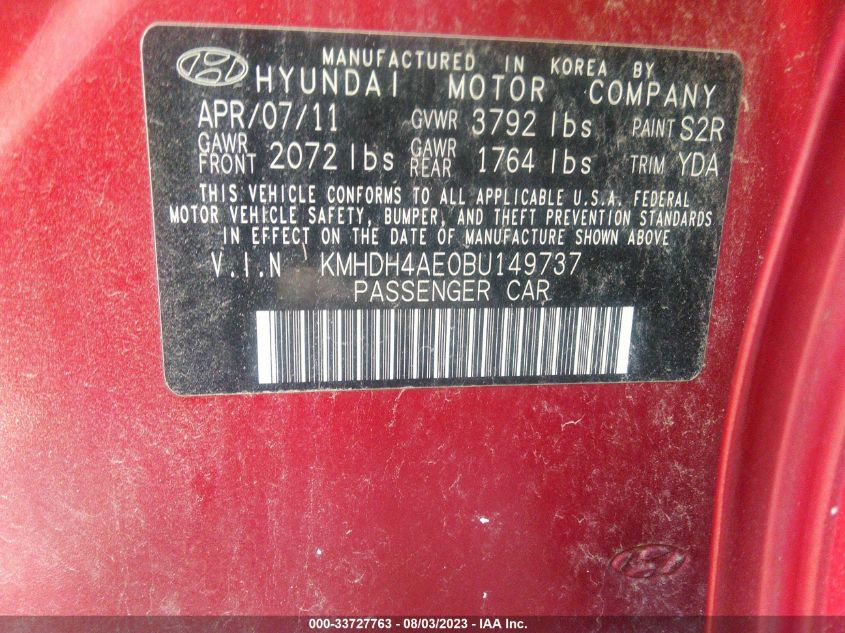 MANUFACTURED IN KOREA BY
HYUNDAI MOTOR COMPANY
APR/07/11 GVWR 3792 lbs PAINT S2R
GAWR FRONT 2072 lbs GAWR REAR 1764 lbs TRIM YDA
THIS VEHICLE CONFORMS TO ALL APPLICABLE U.S.A. FEDERAL
MOTOR VEHICLE SAFETY, BUMPER, AND THEFT PREVENTION STANDARDS
IN EFFECT ON THE DATE OF MANUFACTURE SHOWN ABOVE
V.I.N KMHDH4AE0BU149737
PASSENGER CAR
000-33727763 - 08/03/2023 - IAA Inc.